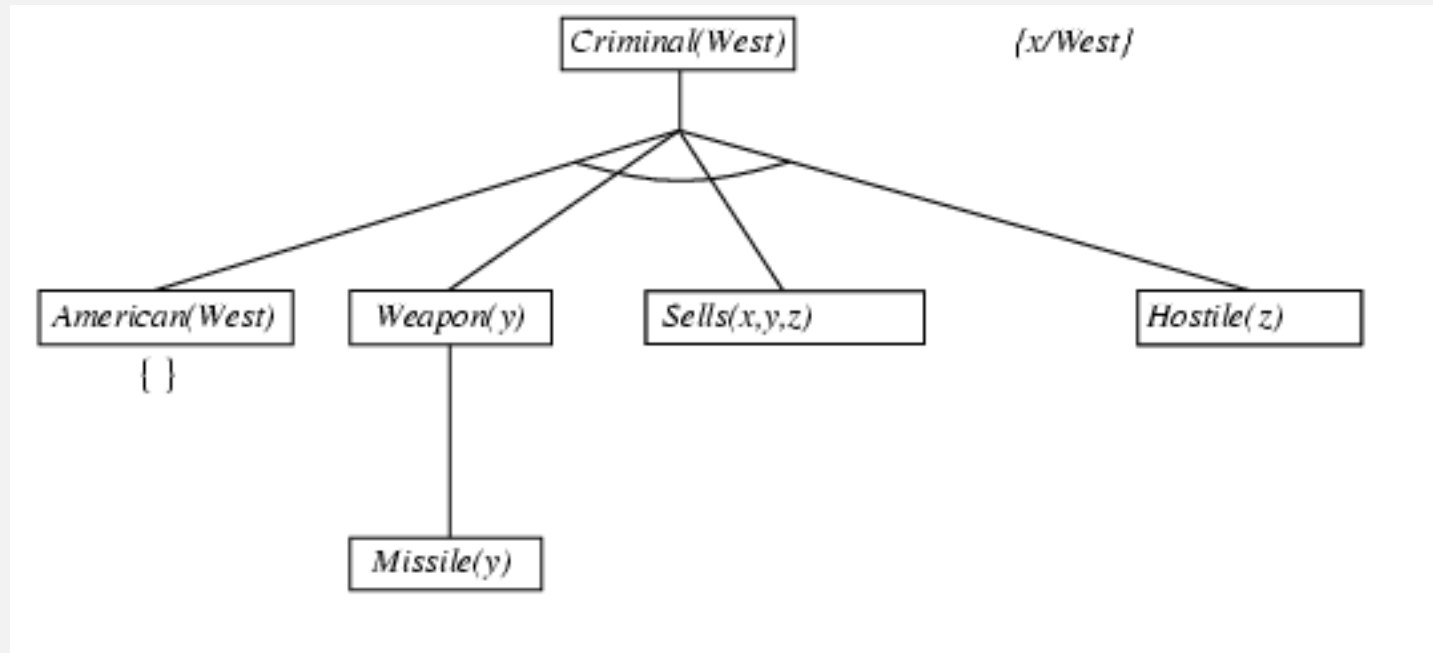 Criminal(West) {x/West}
American(West) Weapon(y) Sells(x,y,z) Hostile(z)
{ }
Missile(y)